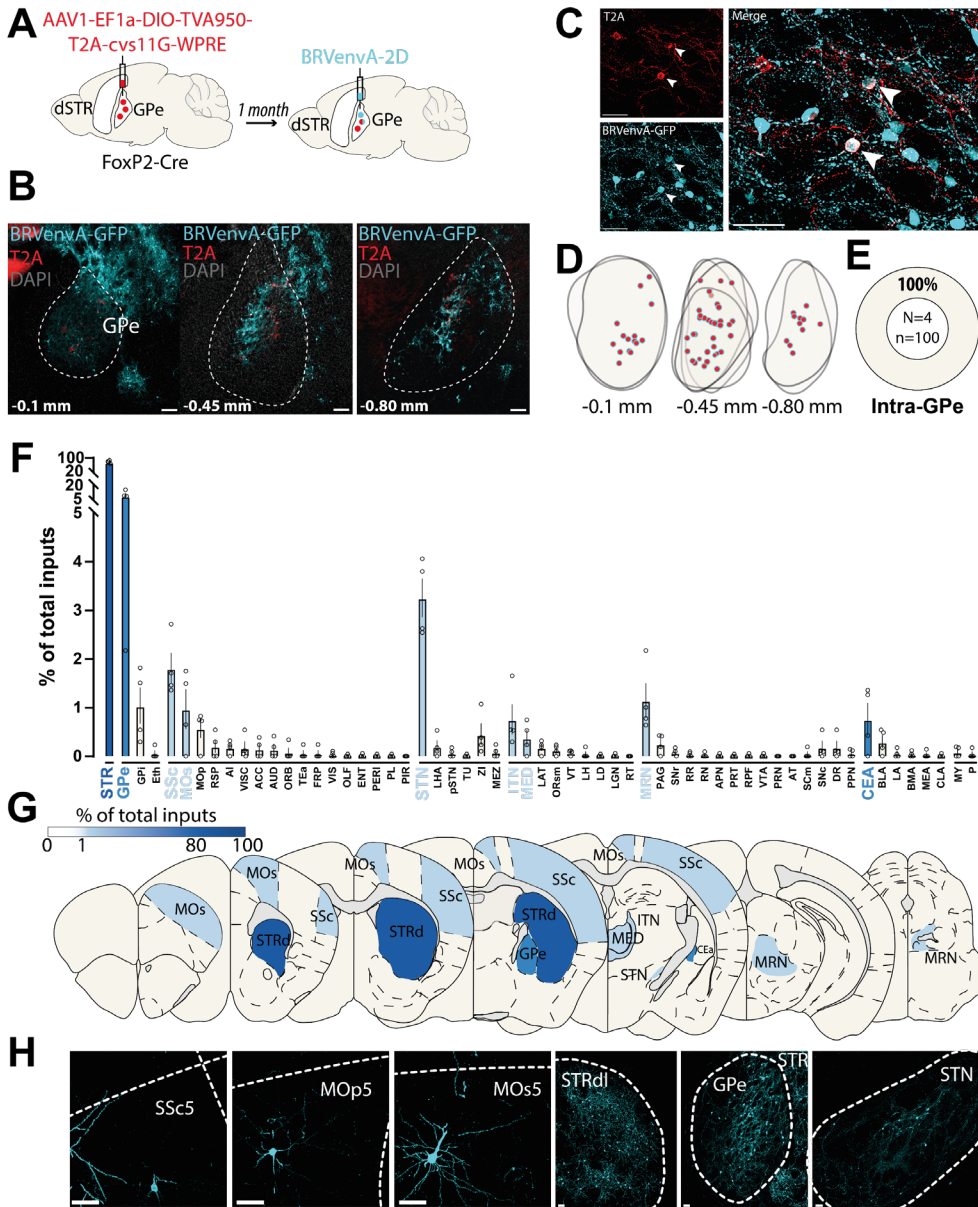 A
AAV1-EF1a-DIO-TVA950-
T2A-cvs11G-WPRE
BRVenvA-2D
dSTR
GPe
1 month
dSTR
GPe
FoxP2-Cre
B
BRVenvA-GFP
T2A
DAPI
GPe
-0.1 mm
BRVenvA-GFP
T2A
DAPI
-0.45 mm
BRVenvA-GFP
T2A
DAPI
-0.80 mm
C
T2A
Merge
BRVenvA-GFP
D
-0.1 mm
-0.45 mm
-0.80 mm
E
100%
N=4
n=100
Intra-GPe
F
% of total inputs
100
20
20
5
5
4
3
2
1
0
STR
GPe
GPi
Eth
SSc
MOs
MOp
RSP
AI
VISC
ACC
AUD
ORB
TEa
FRP
VIS
OLF
ENT
PERI
PL
PIR
STN
LHA
pSTN
TU
ZI
MEZ
ITN
MED
LAT
ORsm
VT
LH
LD
LGN
RT
MRN
PAG
SNr
RR
RN
APN
PRT
RPF
VTA
PRN
AT
SCm
SNc
DR
PPN
CEA
BLA
LA
BMA
MEA
CLA
MY
P
G
% of total inputs
0 1 80 100
MOs
MOs
SSc
STRd
MOs
SSc
STRd
MOs
SSc
STRd
GPe
MOs
SSc
ITN
MED
STN
CEa
MRN
MRN
H
SSc5
MOp5
MOs5
STRdl
GPe
STR
STN